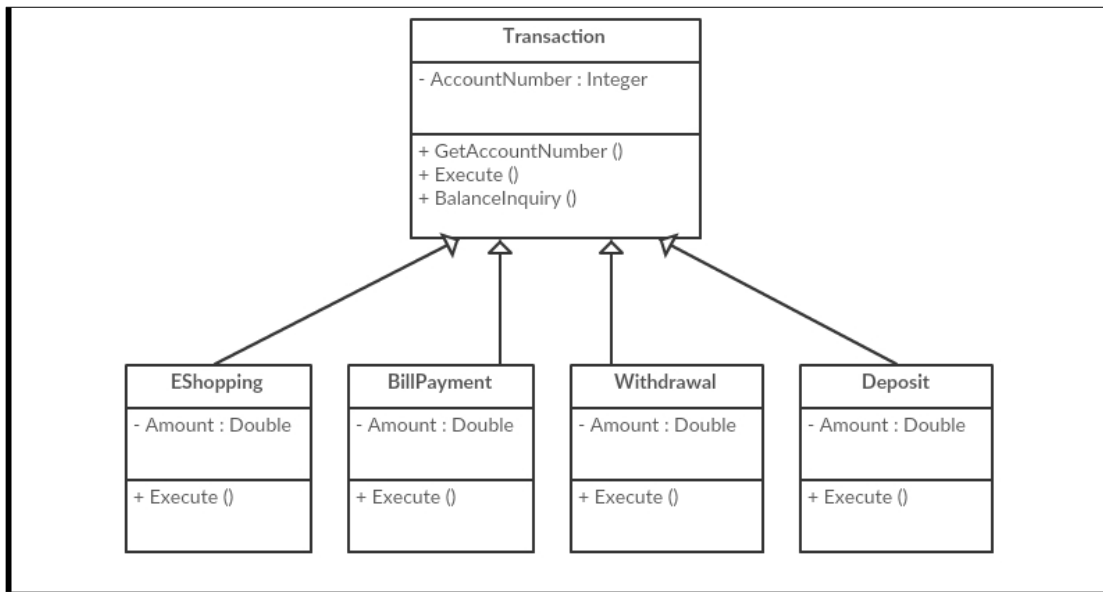 Transaction
- AccountNumber : Integer
+ GetAccountNumber ()
+ Execute ()
+ BalanceInquiry ()
EShopping
- Amount : Double
+ Execute ()
BillPayment
- Amount : Double
+ Execute ()
Withdrawal
- Amount : Double
+ Execute ()
Deposit
- Amount : Double
+ Execute ()